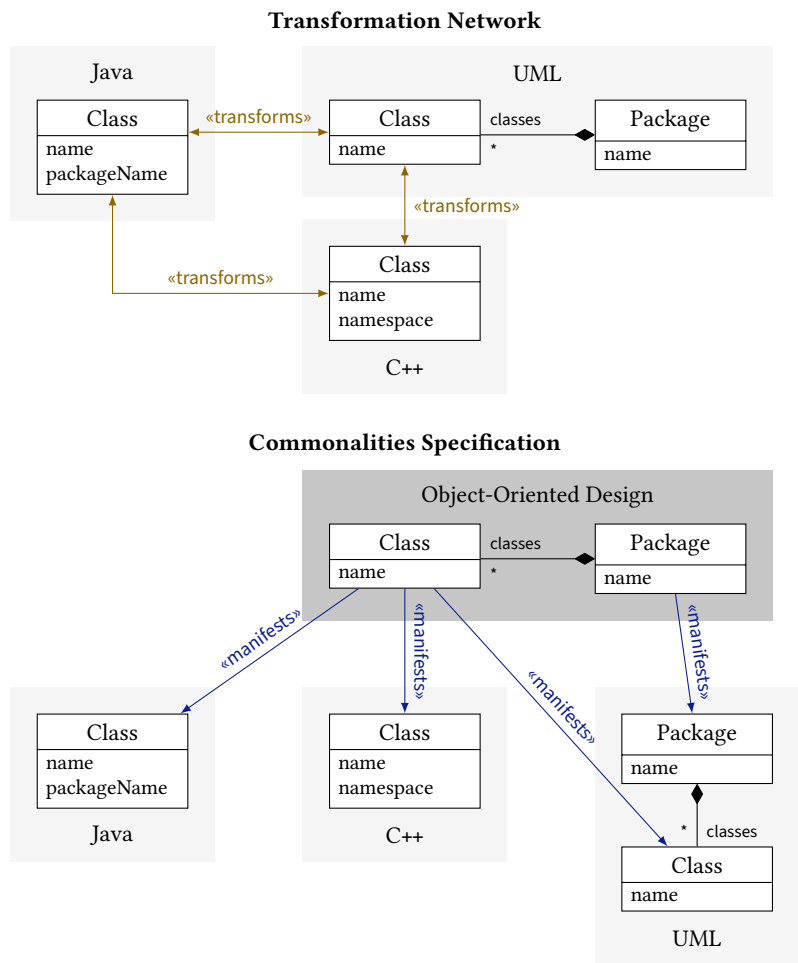 Transformation Network
Java
Class
name
packageName
«transforms»
UML
Class
name
classes
*
Package
name
«transforms»
«transforms»
Class
name
namespace
C++
Commonalities Specification
Object-Oriented Design
Class
name
classes
*
Package
name
«manifests»
«manifests»
«manifests»
«manifests»
Class
name
packageName
Java
Class
name
namespace
C++
Package
name
*
classes
Class
name
UML